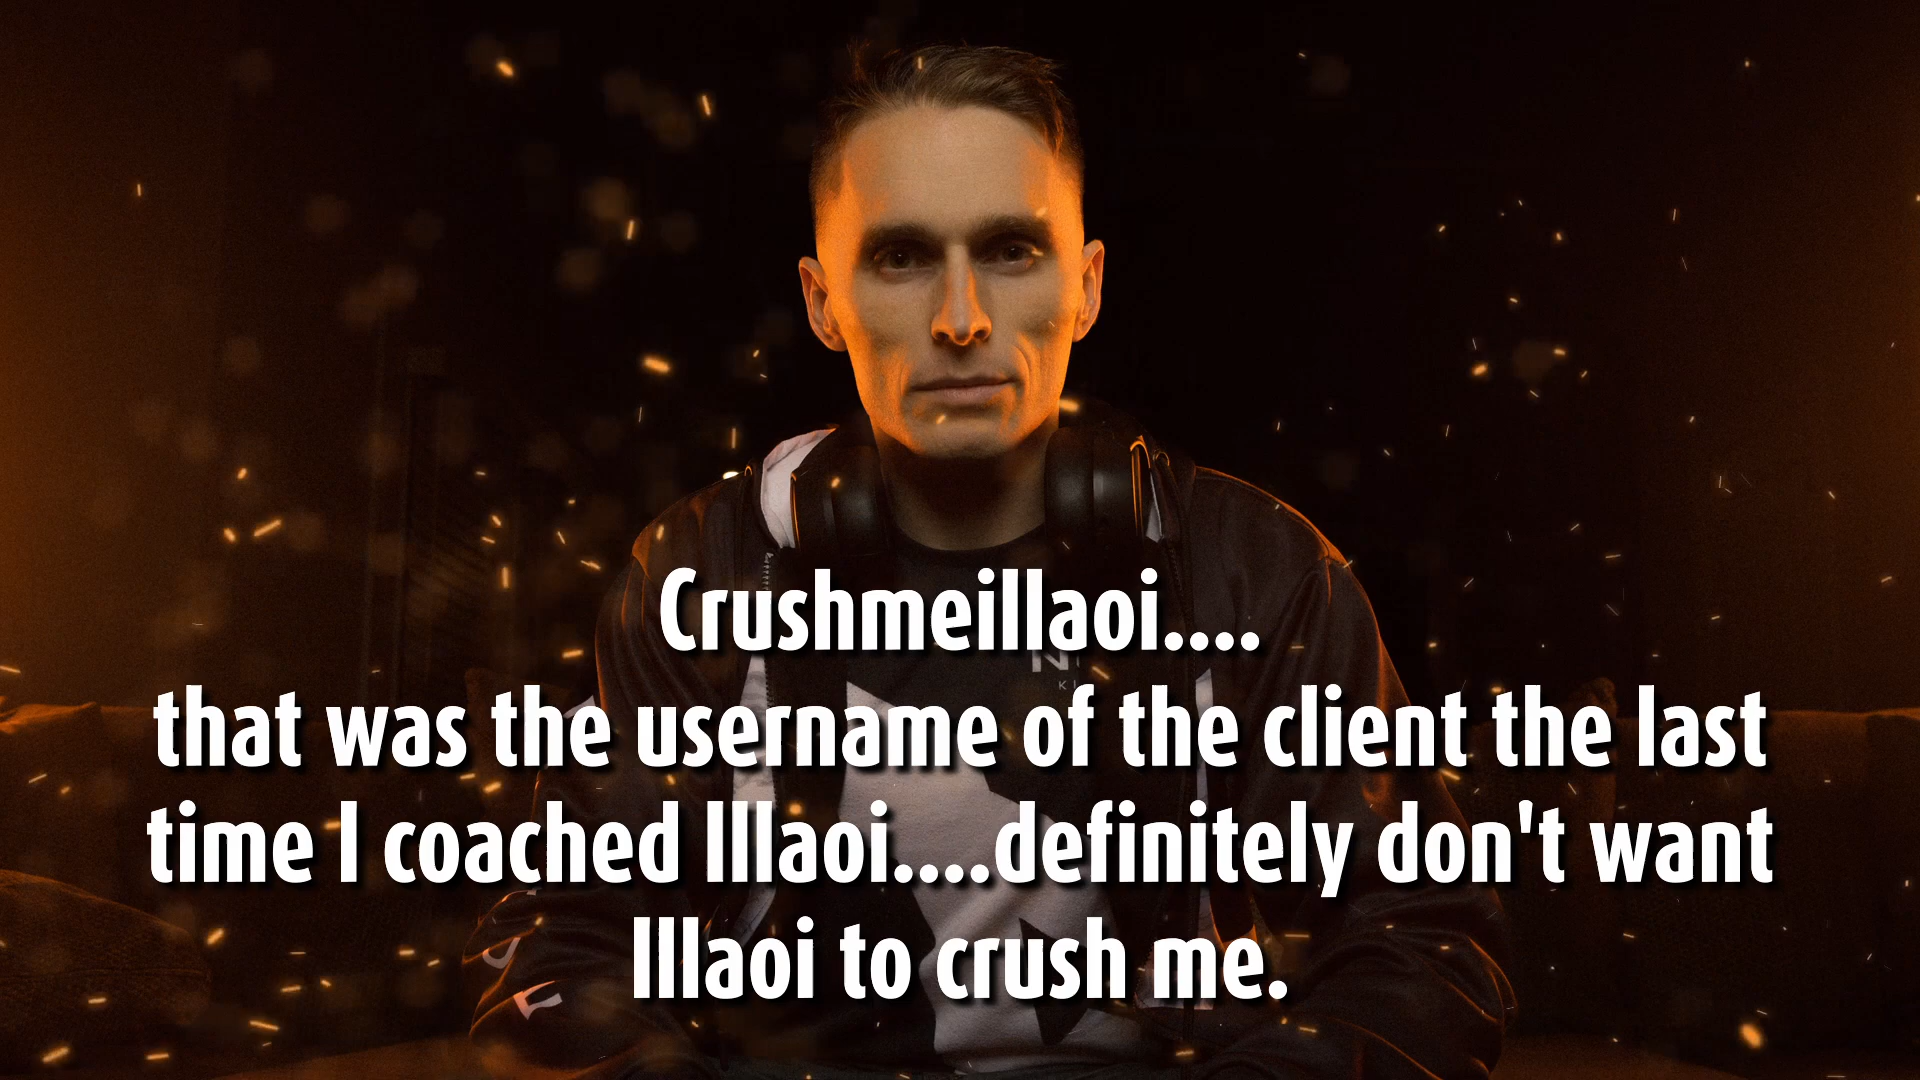 Crushmeillaoi....
that was the username of the client the last
time I coached Illaoi....definitely don't want
Illaoi to crush me.